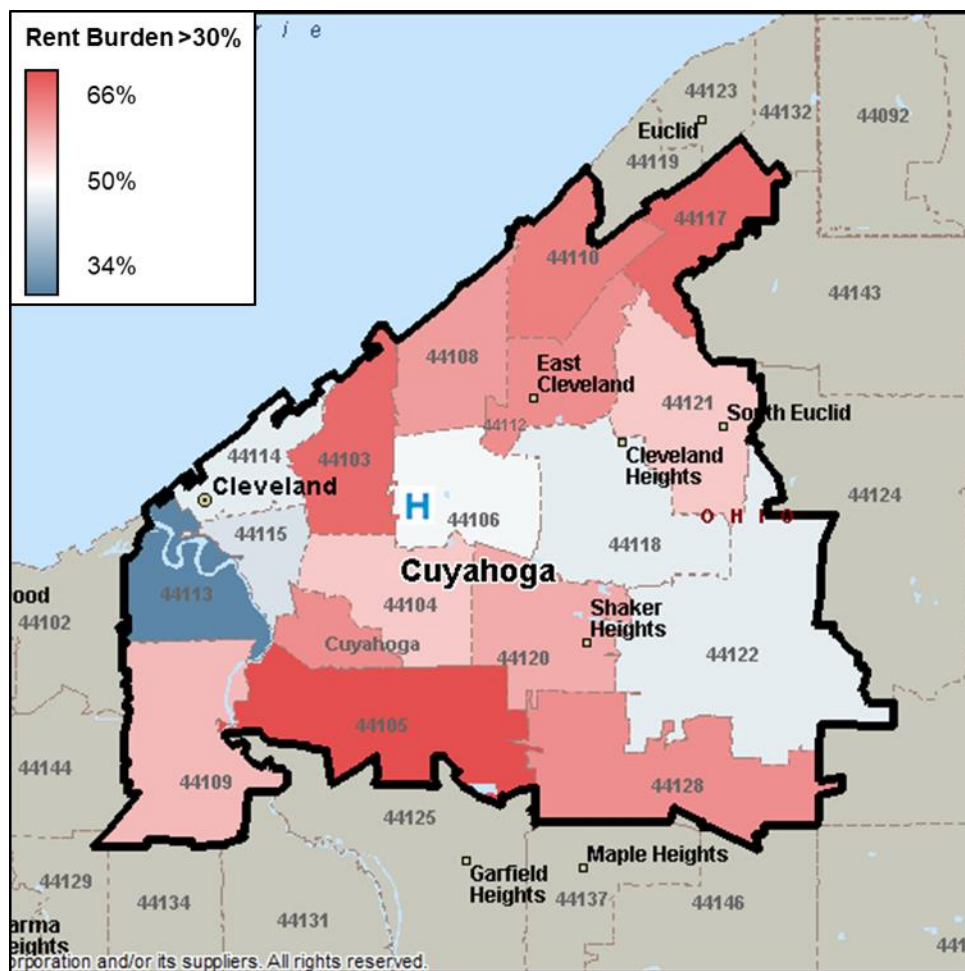 Rent Burden >30%
66%
50%
34%
r i e
44123
44132
44092
Euclid
44119
44117
44110
44143
44108
East
Cleveland
44121
South Euclid
44112
44114
44103
Cleveland
Heights
44124
Cleveland
H
44106
O H I O
44115
44118
Cuyahoga
44113
44104
ood
44102
Shaker
Heights
Cuyahoga
44120
44122
44105
44144
44109
44128
44125
Maple Heights
Garfield
Heights
44129
44134
44137
44146
44131
arma
eights
441
orporation and/or its suppliers. All rights reserved.